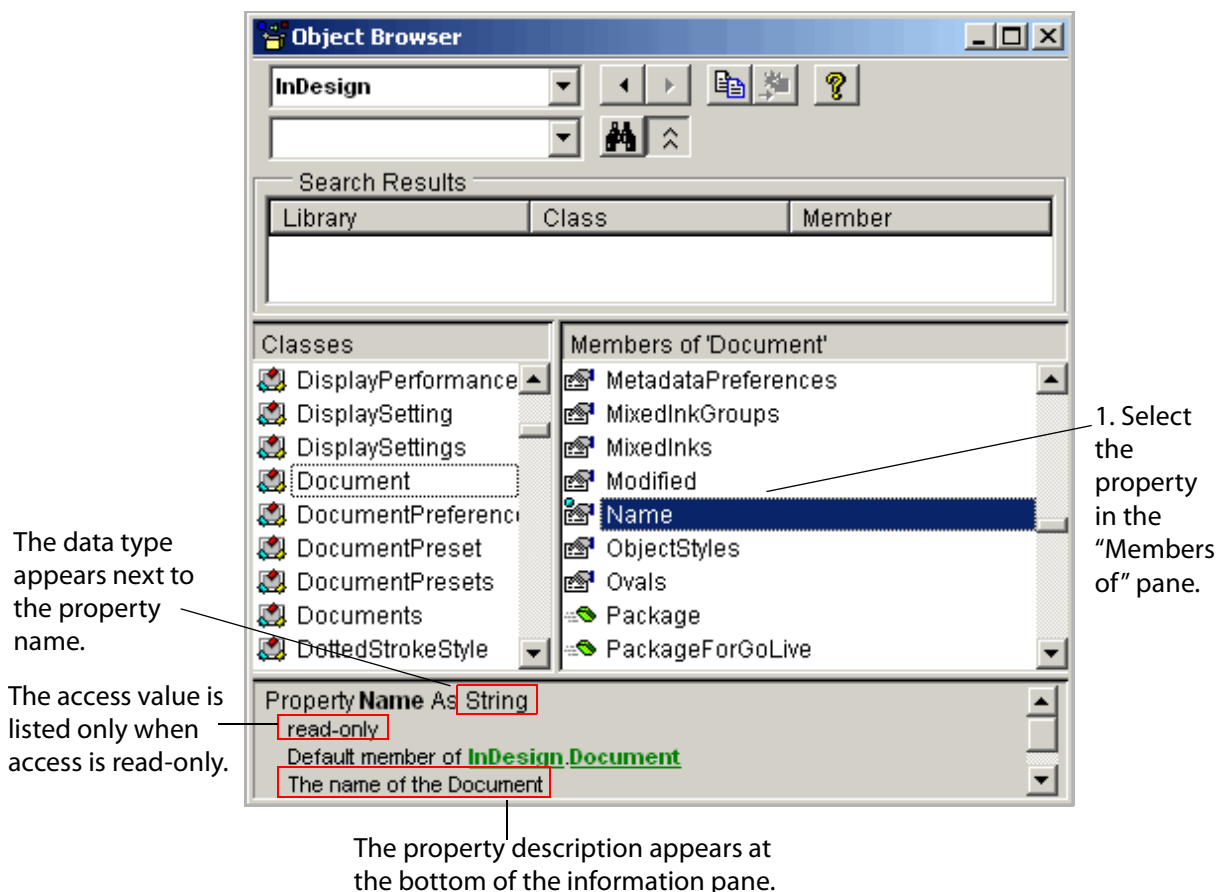 Object Browser
InDesign
Search Results
Library Class Member
Classes
DisplayPerformance
DisplaySetting
DisplaySettings
Document
DocumentPreferenc
DocumentPreset
DocumentPresets
Documents
DottedStrokeStyle
Members of 'Document'
MetadataPreferences
MixedInkGroups
MixedInks
Modified
Name
ObjectStyles
Ovals
Package
PackageForGoLive
1. Select
the
property
in the
“Members
of” pane.
The data type
appears next to
the property
name.
The access value is
listed only when
access is read-only.
Property Name As String
read-only
Default member of InDesign.Document
The name of the Document
The property description appears at
the bottom of the information pane.